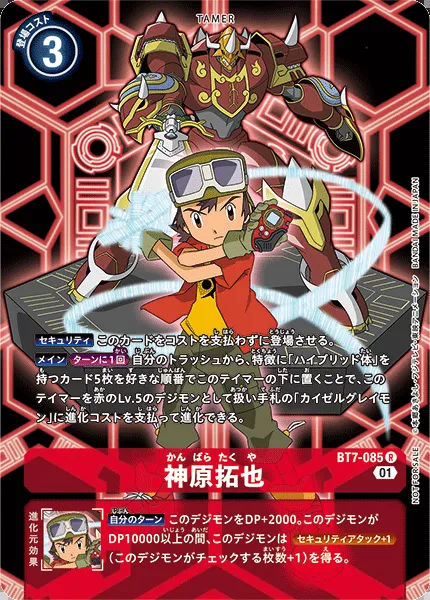 TAMER
登場コスト
3
セキュリティ このカードをコストを支払わずに登場させる。
メイン ターンに1回 自分のトラッシュから、特徴に「ハイブリッド体」を
持つカード5枚を好きな順番でこのテイマーの下に置くことで、この
テイマーを赤のLv.5のデジモンとして扱い手札の「カイゼルグレイモ
ン」に進化コストを支払って進化できる。
かん ばら たく や
神原拓也
BT7-085 R
01
進化元効果
自分のターン このデジモンをDP+2000。このデジモンが
DP10000以上の間、このデジモンは セキュリティアタック+1
(このデジモンがチェックする枚数+1)を得る。
BANDAI MADE IN JAPAN
NOT FOR SALE